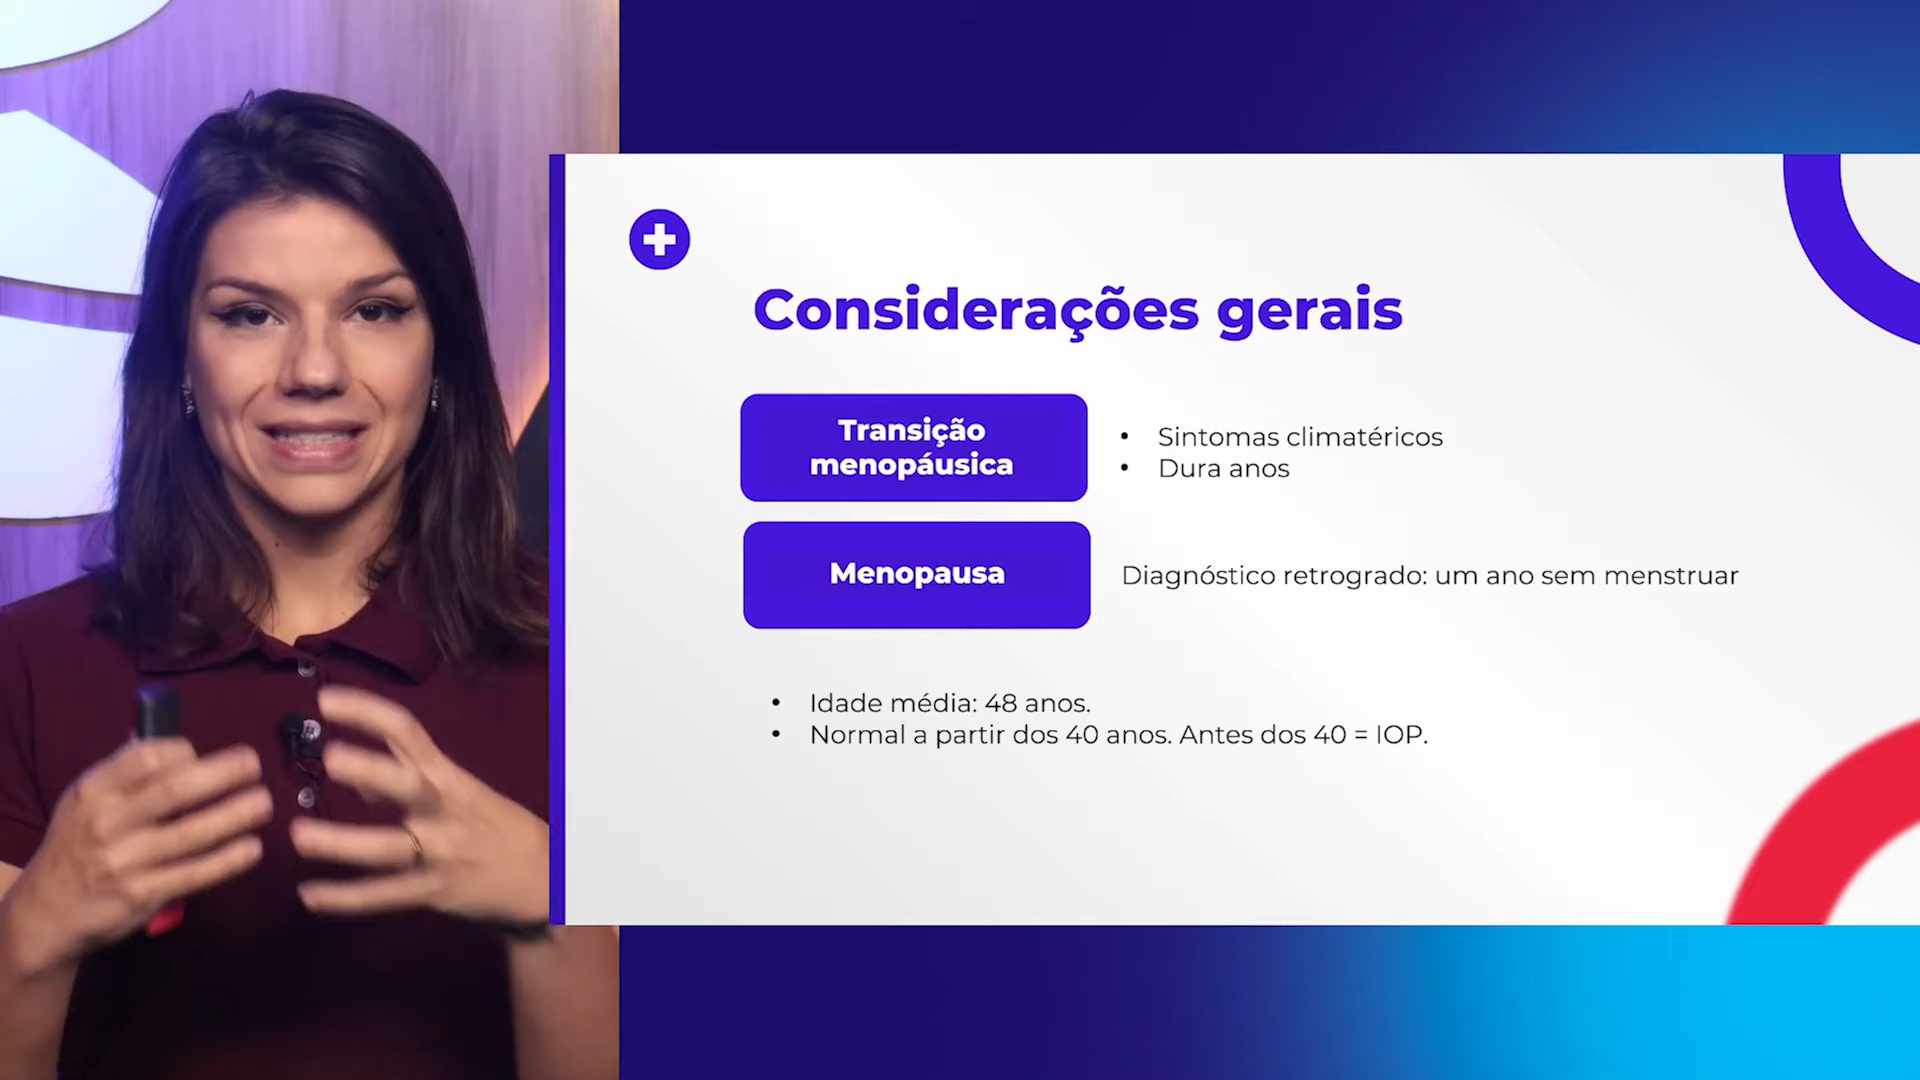 Considerações gerais
Transição
menopáusica
• Sintomas climatéricos
• Dura anos
Menopausa
Diagnóstico retrogrado: um ano sem menstruar
• Idade média: 48 anos.
• Normal a partir dos 40 anos. Antes dos 40 = IOP.